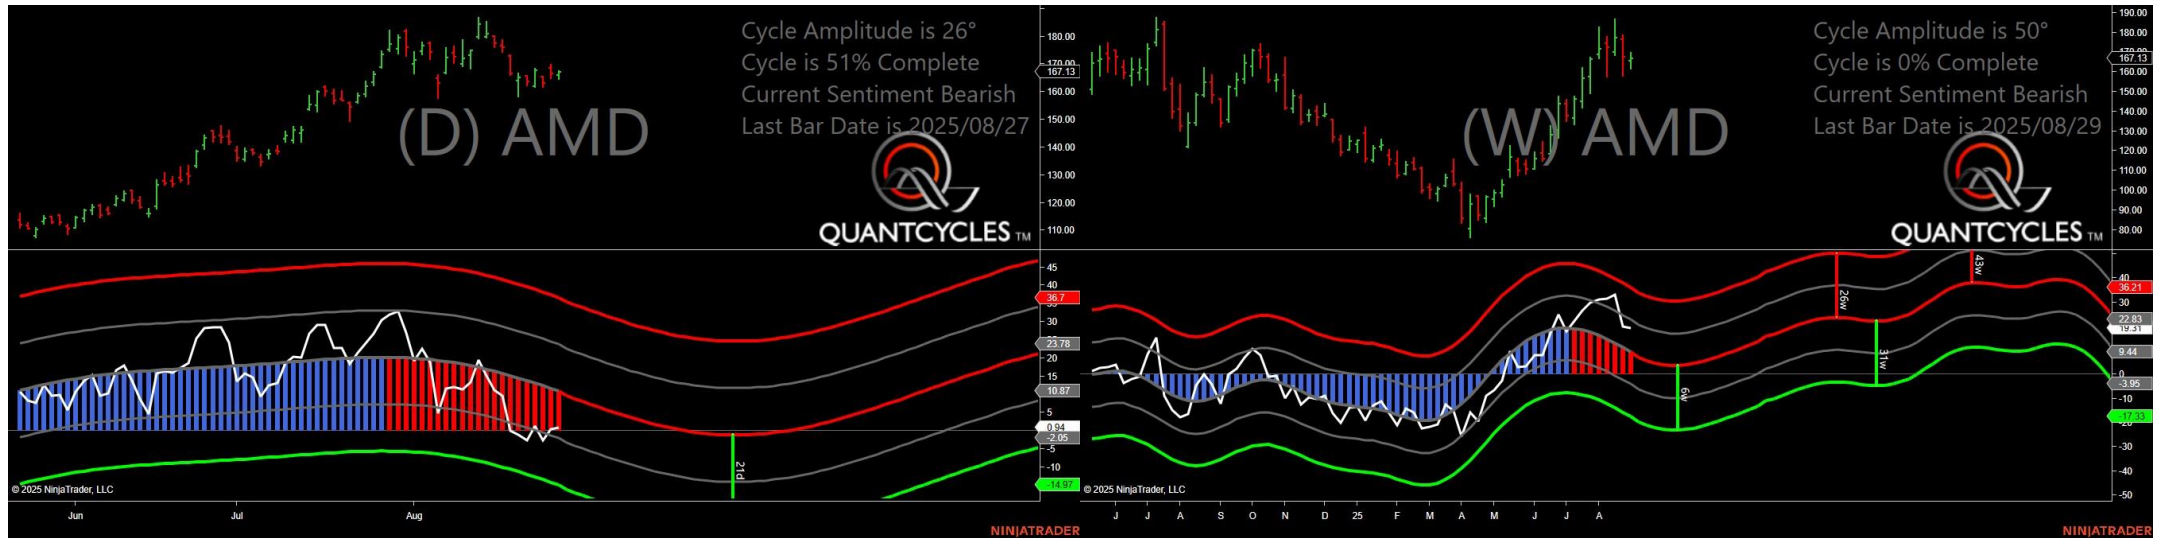 Cycle Amplitude is 26°
Cycle is 51% Complete
Current Sentiment Bearish
Last Bar Date is 2025/08/27
(D) AMD
QUANTCYCLES TM
180.00
170.00
167.13
160.00
150.00
140.00
130.00
120.00
110.00
45
36.7
30
23.78
20
15
10.87
5
0.94
-2.05
-5
-10
-14.97
21d
© 2025 NinjaTrader, LLC
Jun Jul Aug
NINJATRADER
Cycle Amplitude is 50°
Cycle is 0% Complete
Current Sentiment Bearish
Last Bar Date is 2025/08/29
(W) AMD
QUANTCYCLES TM
190.00
180.00
170.00
167.13
160.00
150.00
140.00
130.00
120.00
110.00
100.00
90.00
80.00
43w
26w
31w
6w
40
36.21
30
22.83
19.31
9.44
0
-3.95
-10
-17.33
-20
-30
-40
-50
© 2025 NinjaTrader, LLC
J J A S O N D 25 F M A M J J A
NINJATRADER